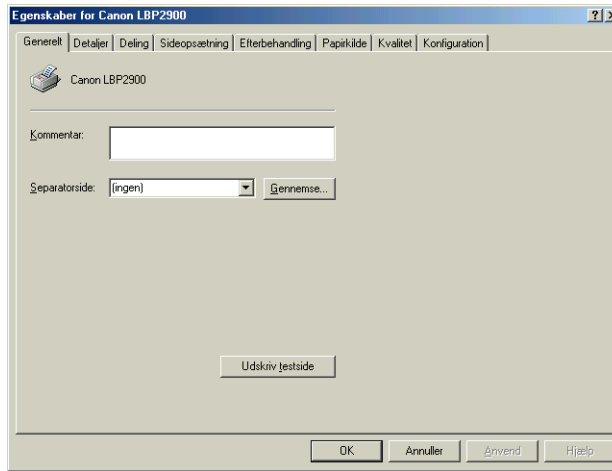 Egenskaber for Canon LBP2900
Generelt Detaljer Deling Sideopsætning Efterbehandling Papirkilde Kvalitet Konfiguration
Canon LBP2900
Kommentar:
Separatorside: (ingen) Gennemse...
Udskriv testside
OK Annuller Anvend Hjælp